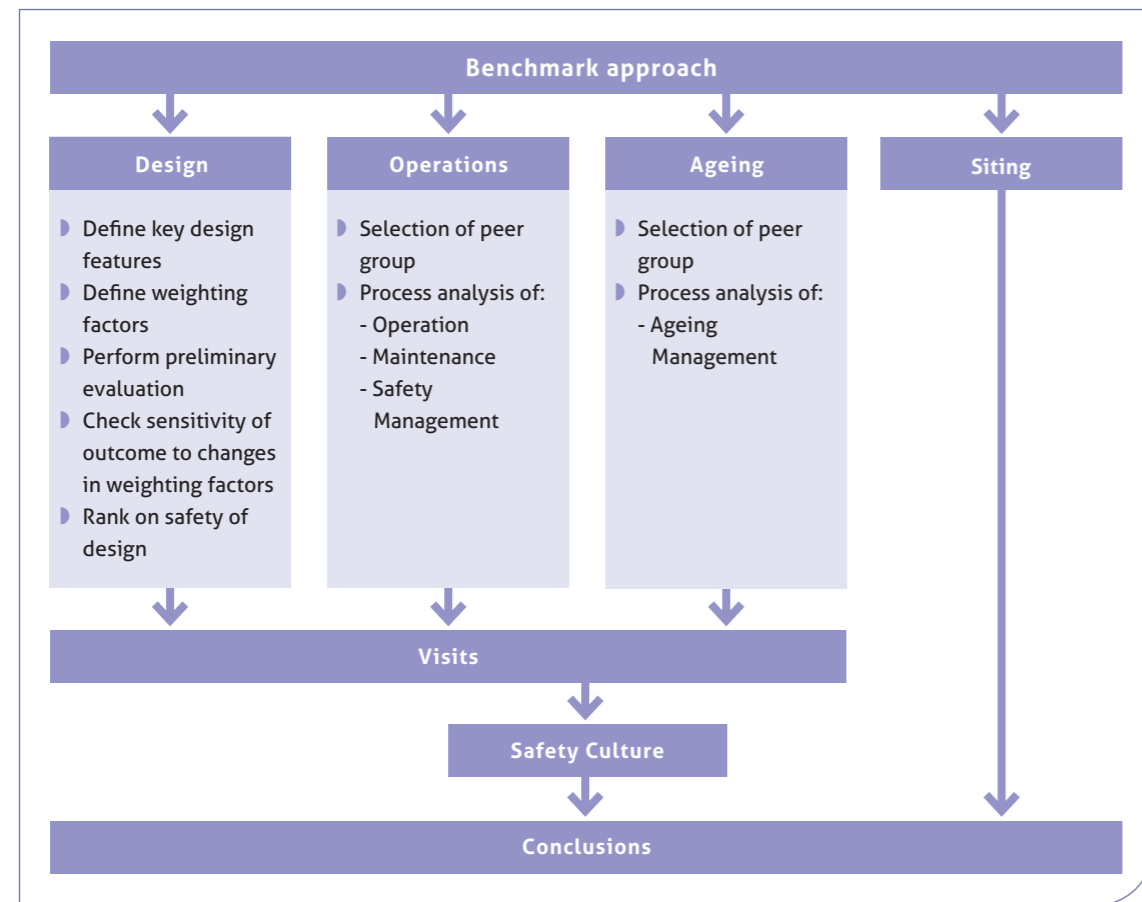 Benchmark approach
Design
Define key design
features
Define weighting
factors
Perform preliminary
evaluation
Check sensitivity of
outcome to changes
in weighting factors
Rank on safety of
design
Operations
Selection of peer
group
Process analysis of:
- Operation
- Maintenance
- Safety
Management
Ageing
Selection of peer
group
Process analysis of:
- Ageing
Management
Siting
Visits
Safety Culture
Conclusions